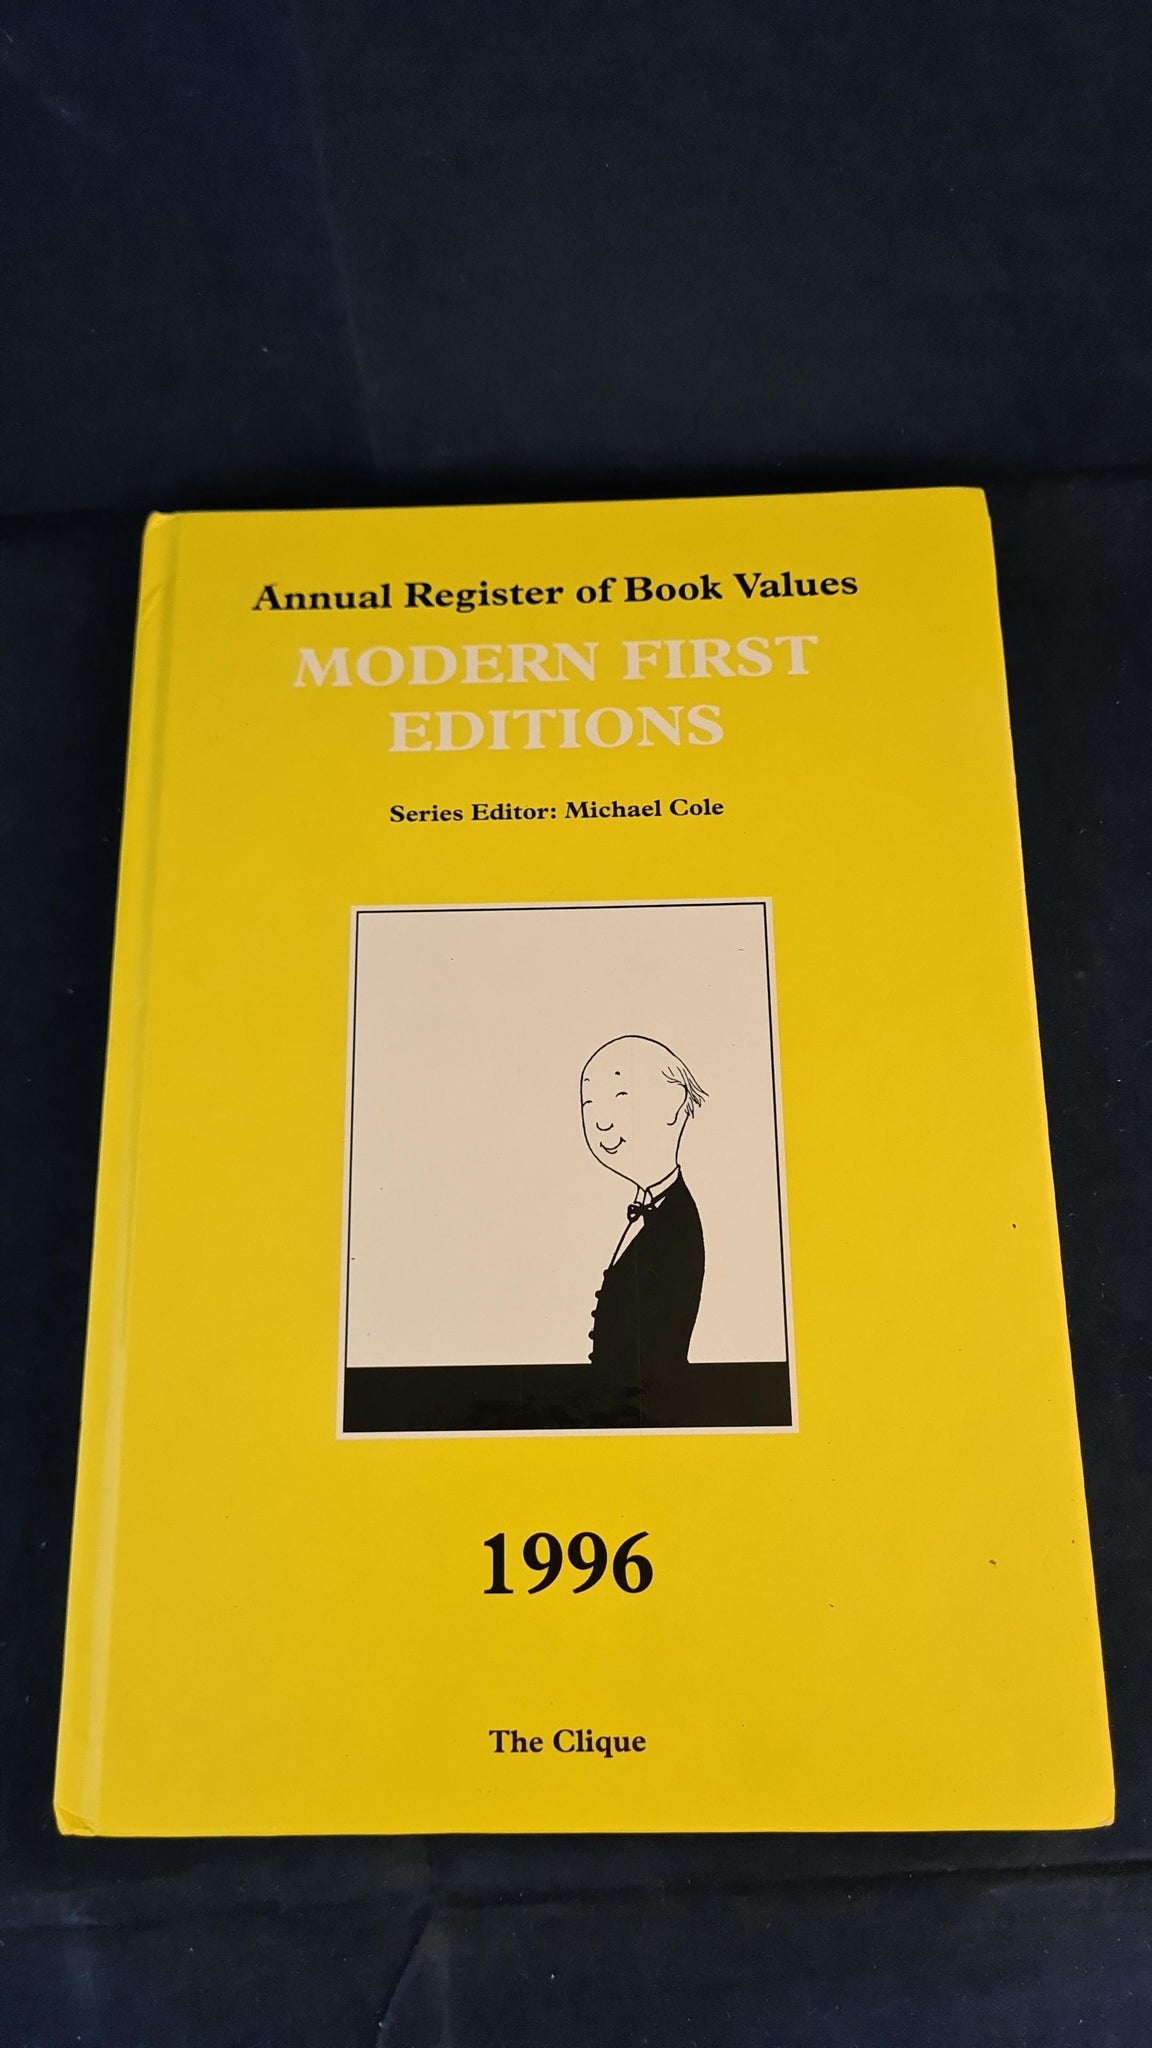 Annual Register of Book Values
MODERN FIRST
EDITIONS
Series Editor: Michael Cole
1996
The Clique